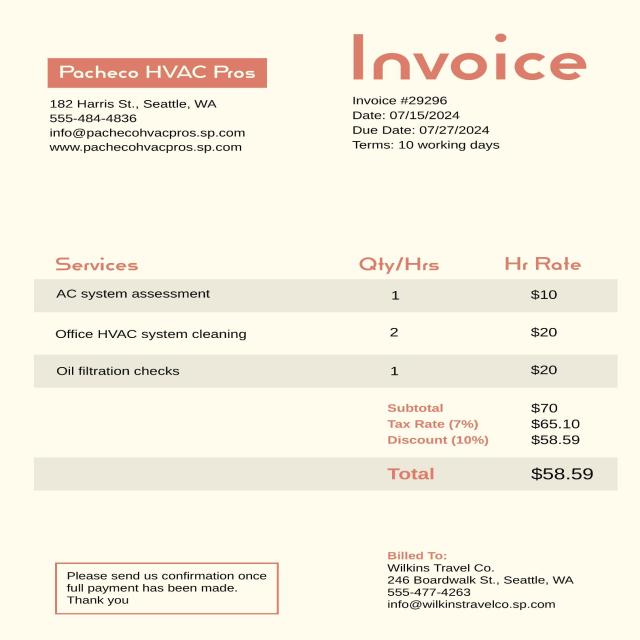 Invoice
Pacheco HVAC Pros
182 Harris St., Seattle, WA
555-484-4836
info@pachecohvacpros.sp.com
www.pachecohvacpros.sp.com
Invoice #29296
Date: 07/15/2024
Due Date: 07/27/2024
Terms: 10 working days
Services Qty/Hrs Hr Rate
AC system assessment 1 $10
Office HVAC system cleaning 2 $20
Oil filtration checks 1 $20
Subtotal $70
Tax Rate (7%) $65.10
Discount (10%) $58.59
Total $58.59
Please send us confirmation once
full payment has been made.
Thank you
Billed To:
Wilkins Travel Co.
246 Boardwalk St., Seattle, WA
555-477-4263
info@wilkinstravelco.sp.com